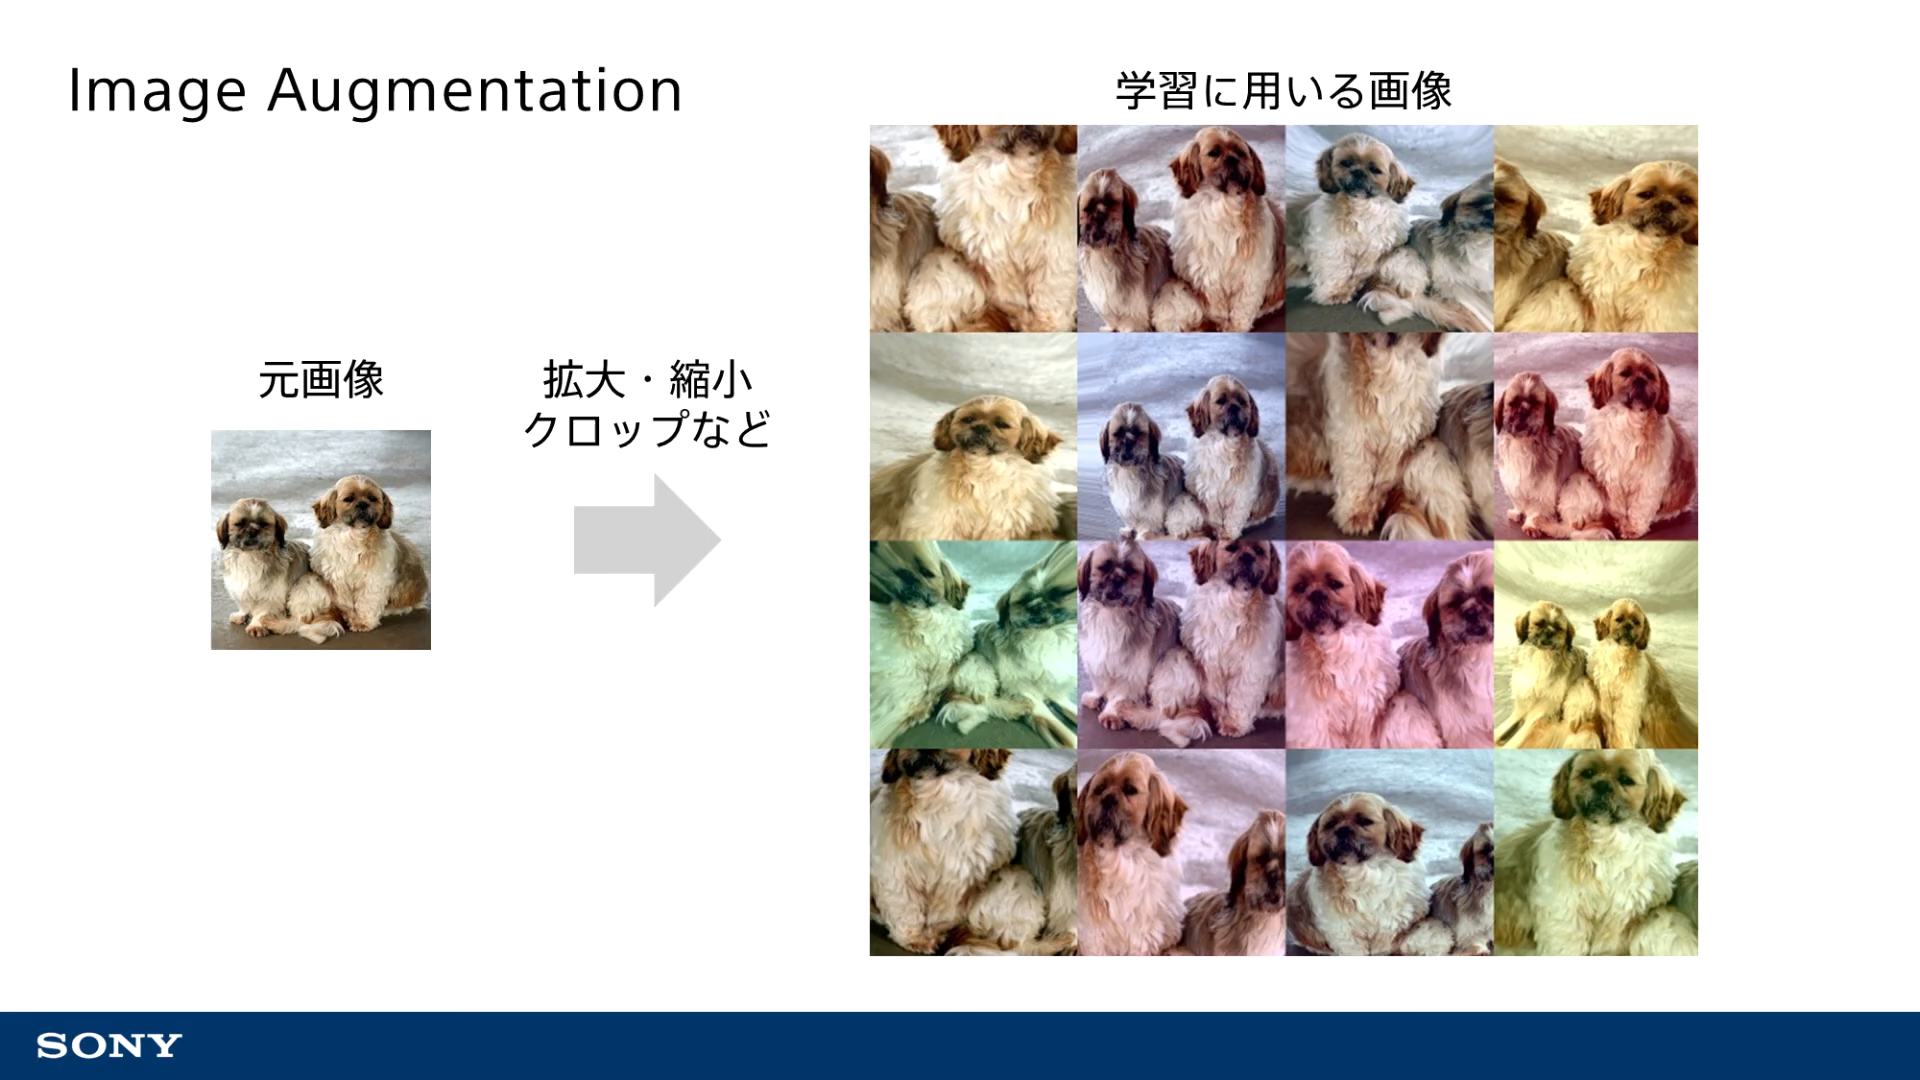 Image Augmentation
学習に用いる画像
元画像
拡大・縮小
クロップなど
SONY